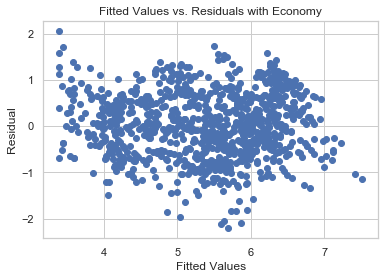 Fitted Values vs. Residuals with Economy
2
1
0
−1
−2
Residual
4 5 6 7
Fitted Values